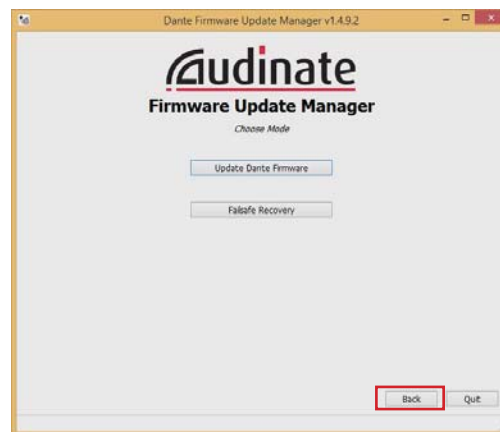 Dante Firmware Update Manager v1.4.9.2
Audinate
Firmware Update Manager
Choose Mode
Update Dante Firmware
Failsafe Recovery
Back Quit